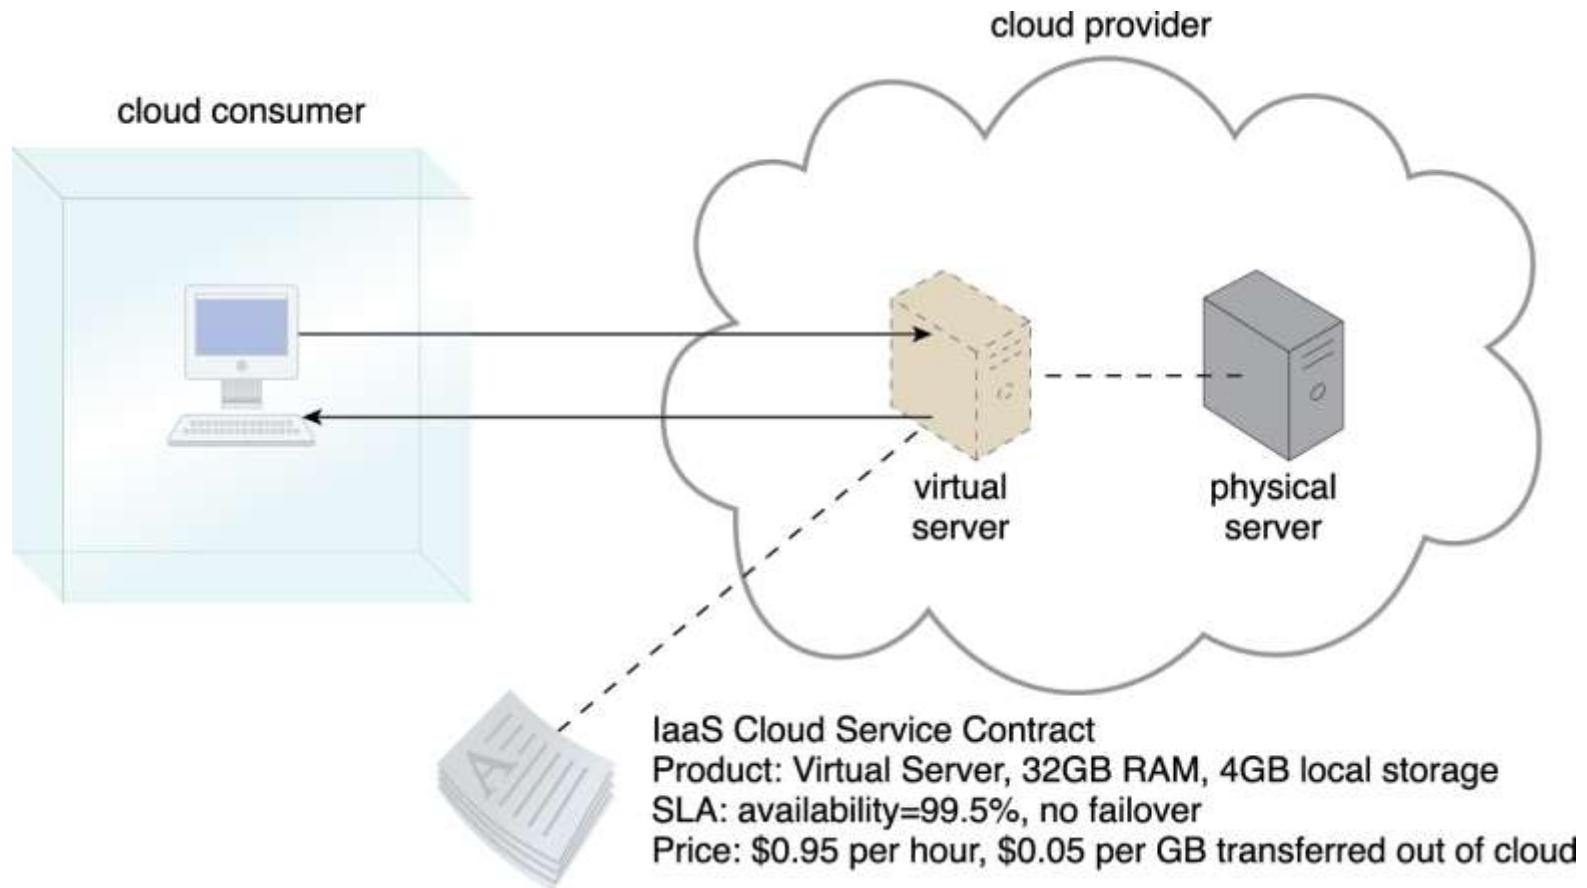 cloud provider
cloud consumer
virtual
server
physical
server
IaaS Cloud Service Contract
Product: Virtual Server, 32GB RAM, 4GB local storage
SLA: availability=99.5%, no failover
Price: $0.95 per hour, $0.05 per GB transferred out of cloud
A